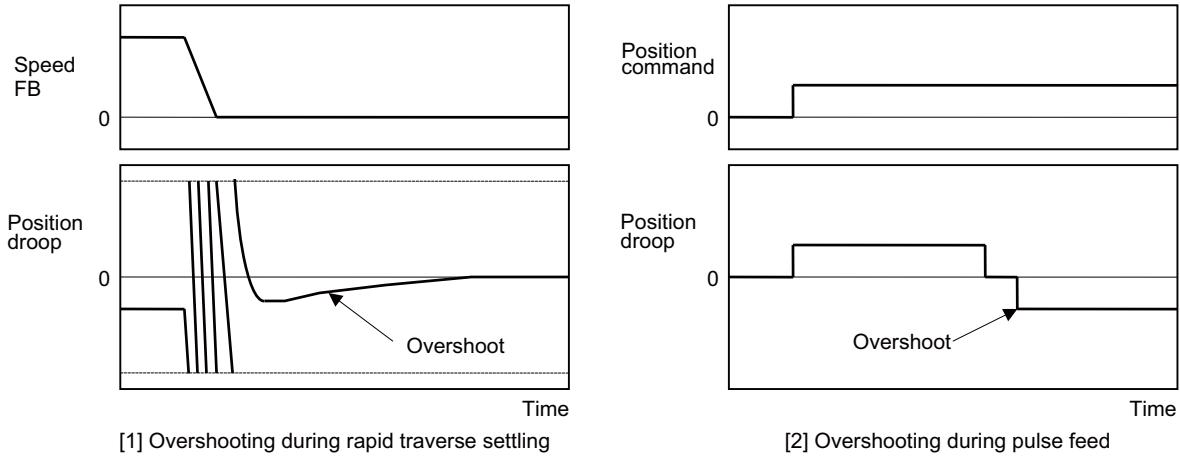 Speed
FB
0
Position
droop
0
Overshoot
Time
[1] Overshooting during rapid traverse settling
Position
command
0
Position
droop
0
Overshoot
Time
[2] Overshooting during pulse feed